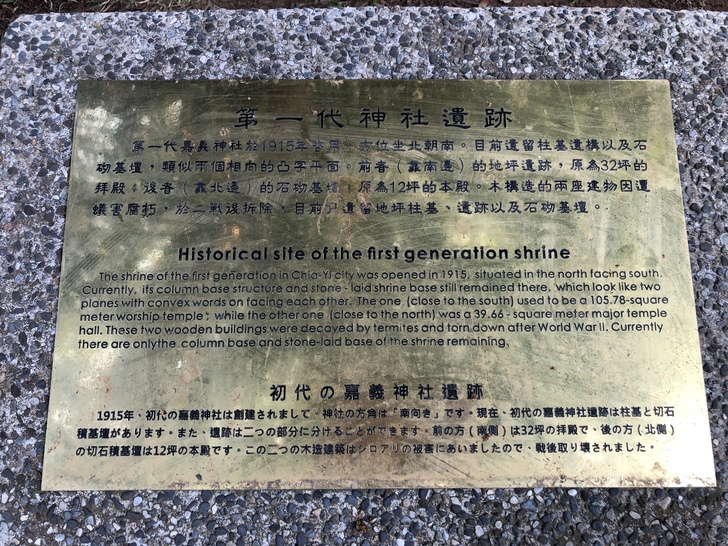 第一代神社遺跡
第一代嘉義神社於1915年啓用，方位坐北朝南。目前遺留柱基遺構以及石
砌基壇，類似兩個相向的凸字平面。前者（靠南邊）的地坪遺跡，原為32坪的
拜殿；後者（靠北邊）的石砌基壇，原為12坪的本殿。木構造的兩座建物因遭
蟻害腐朽，於二戰後拆除，目前只遺留地坪柱基、遺跡以及石砌基壇。
Historical site of the first generation shrine
The shrine of the first generation in Chia-Yi city was opened in 1915, situated in the north facing south.
Currently, its column base structure and stone - laid shrine base still remained there, which look like two
planes with convex words on facing each other. The one (close to the south) used to be a 105.78-square
meter worship temple; while the other one (close to the north) was a 39.66 - square meter major temple
hall. These two wooden buildings were decayed by termites and torn down after World War II. Currently
there are onlythe column base and stone-laid base of the shrine remaining.
初代の嘉義神社遺跡
1915年、初代の嘉義神社は創建されまして、神社の方角は「南向き」です。現在、初代の嘉義神社遺跡は柱基と切石
積基壇があります。また、遺跡は二つの部分に分けることができます。前の方（南側）は32坪の拜殿で、後の方（北側）
の切石積基壇は12坪の本殿です。この二つの木造建築はシロアリの被害にあいましたので、戦後取り壊されました。